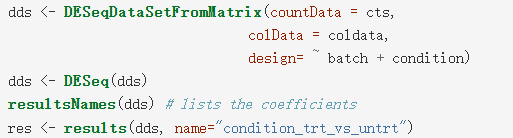 dds <- DESeqDataSetFromMatrix(countData = cts,
colData = coldata,
design= ~ batch + condition)
dds <- DESeq(dds)
resultsNames(dds) # lists the coefficients
res <- results(dds, name="condition_trt_vs_untrt")